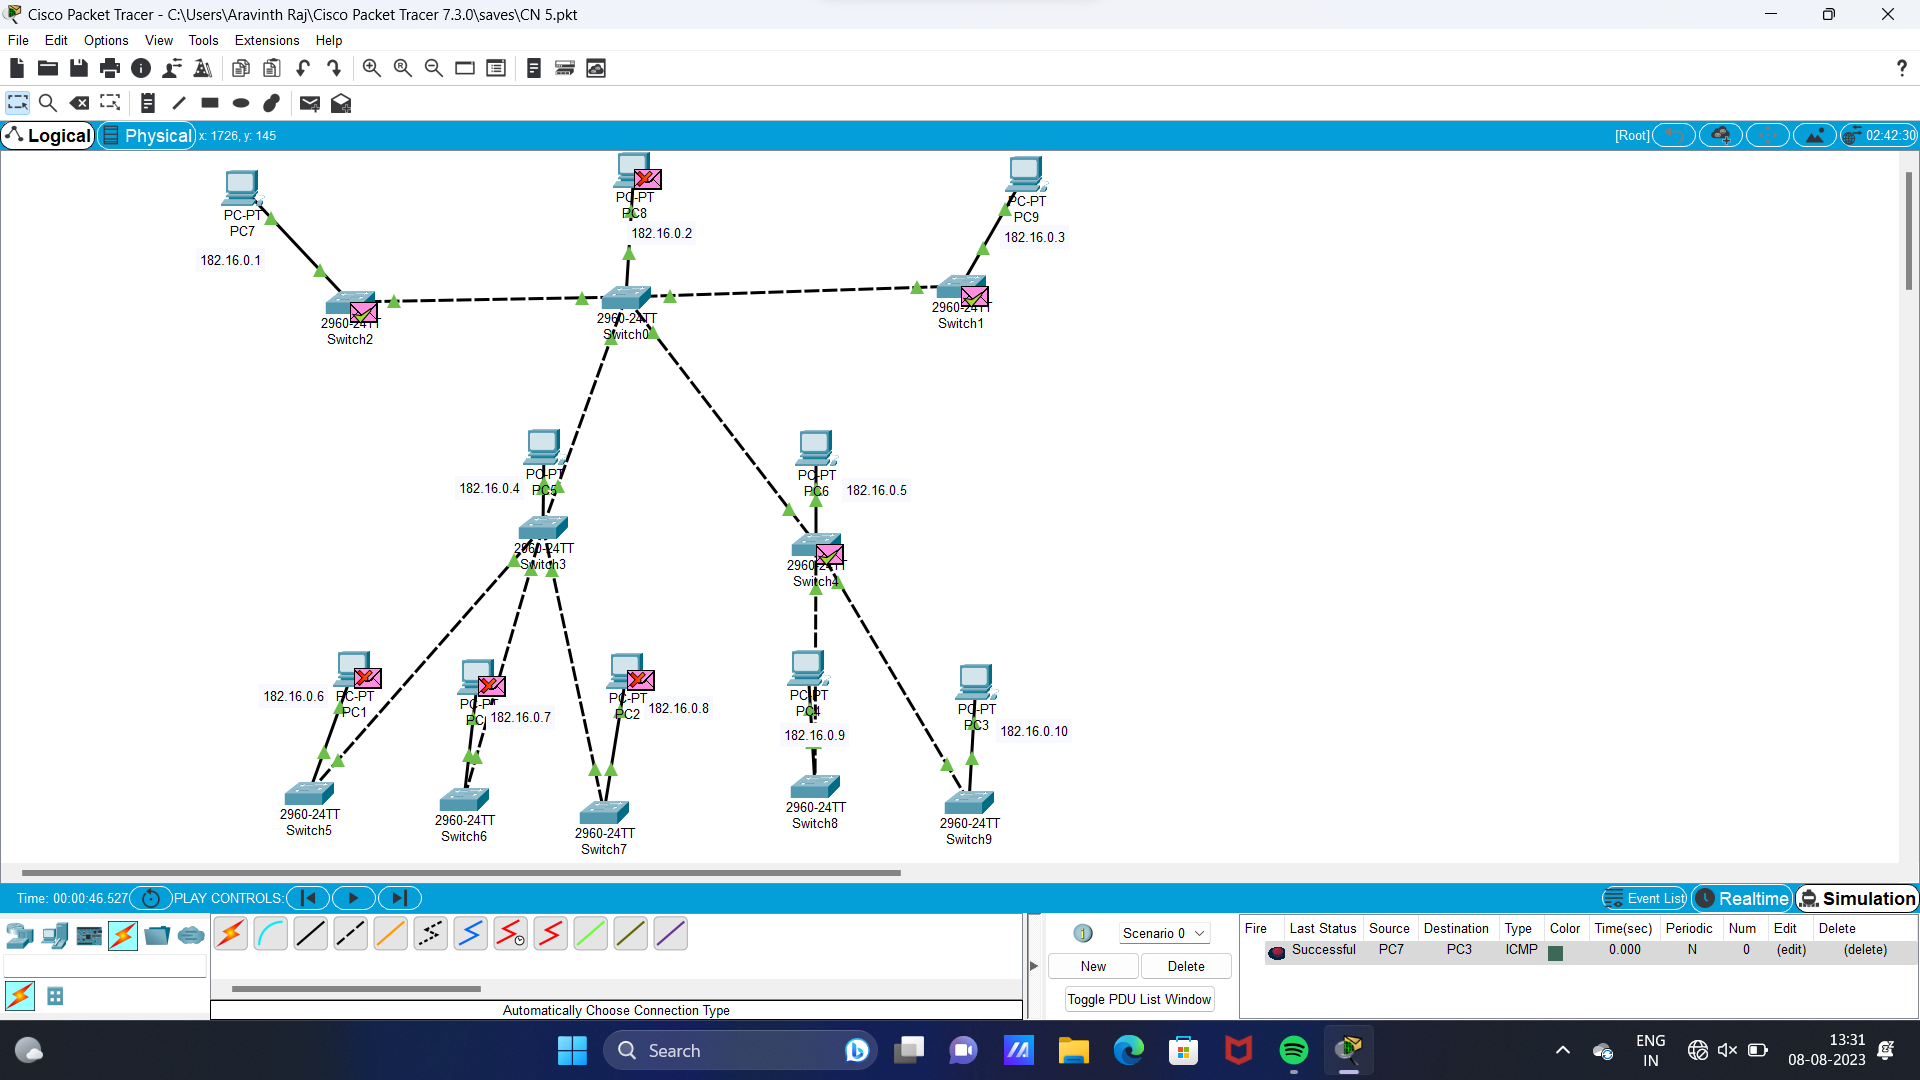 Cisco Packet Tracer - C:\Users\Aravinth Raj\Cisco Packet Tracer 7.3.0\saves\CN 5.pkt
File Edit Options View Tools Extensions Help
Logical Physical x: 1726, y: 145 [Root] 02:42:30
PC-PT
PC7
182.16.0.1
PC-PT
PC8
182.16.0.2
PC-PT
PC9
182.16.0.3
2960-24TT
Switch2
2960-24TT
Switch0
2960-24TT
Switch1
PC-PT
PC5
182.16.0.4
PC-PT
PC6
182.16.0.5
2960-24TT
Switch3
2960-24TT
Switch4
PC-PT
PC1
182.16.0.6
PC-PT
PC
182.16.0.7
PC-PT
PC2
182.16.0.8
PC-PT
PC4
182.16.0.9
PC-PT
PC3
182.16.0.10
2960-24TT
Switch5
2960-24TT
Switch6
2960-24TT
Switch7
2960-24TT
Switch8
2960-24TT
Switch9
Time: 00:00:46.527 PLAY CONTROLS: Event List Realtime Simulation
Scenario 0
New Delete
Toggle PDU List Window
Fire Last Status Source Destination Type Color Time(sec) Periodic Num Edit Delete
Successful PC7 PC3 ICMP 0.000 N 0 (edit) (delete)
Automatically Choose Connection Type
Search
ENG
IN
13:31
08-08-2023